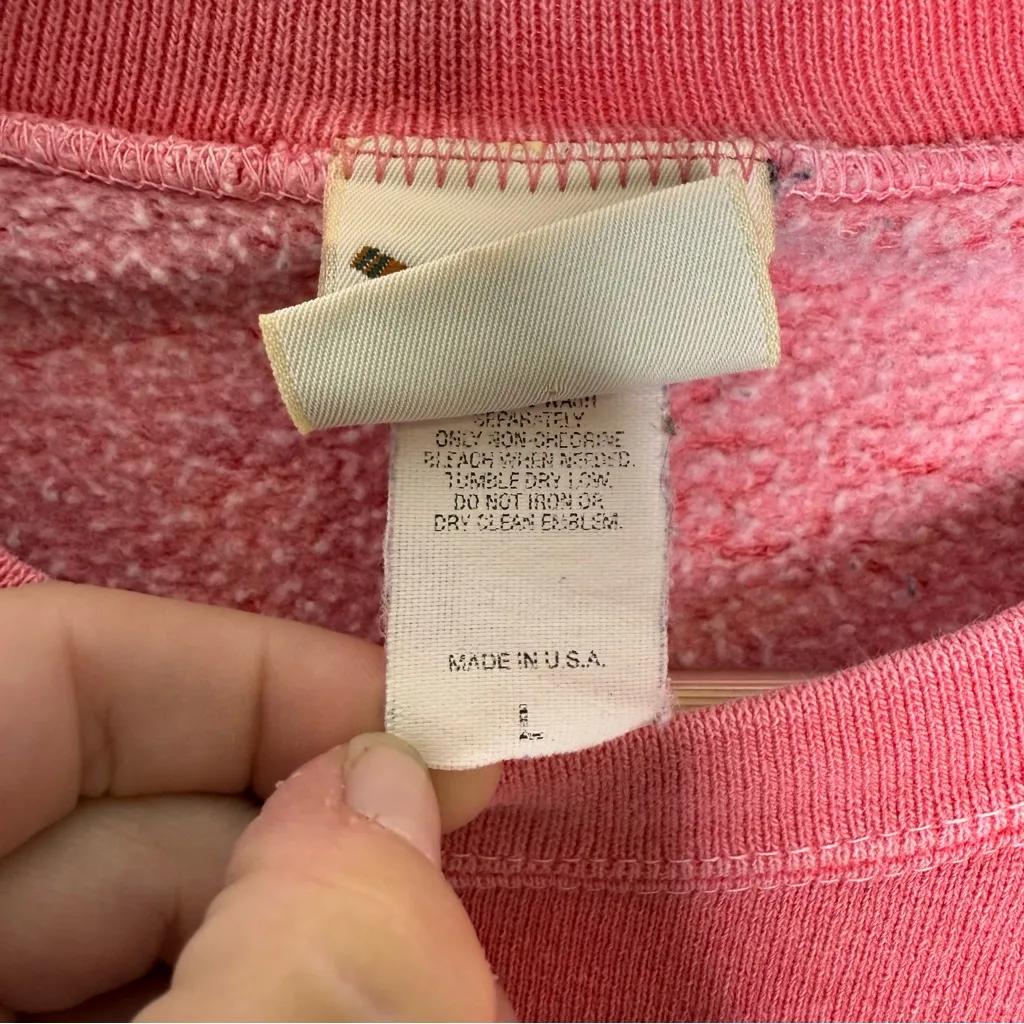 WASH
SEPARATELY
ONLY NON-CHLORINE
BLEACH WHEN NEEDED.
TUMBLE DRY LOW.
DO NOT IRON OR
DRY CLEAN EMBLEM.
MADE IN U.S.A.
L